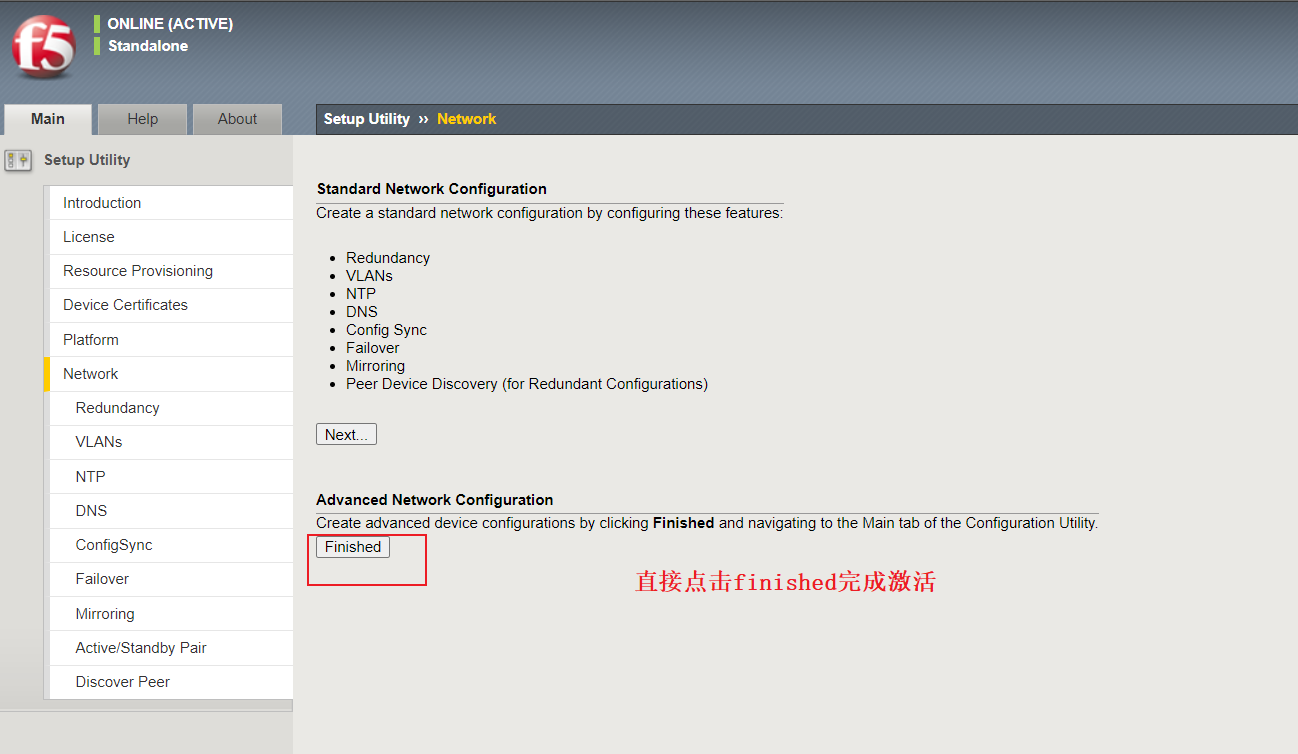 f5
ONLINE (ACTIVE)
Standalone
Main
Help
About
Setup Utility ›› Network
Setup Utility
Introduction
License
Resource Provisioning
Device Certificates
Platform
Network
Redundancy
VLANs
NTP
DNS
ConfigSync
Failover
Mirroring
Active/Standby Pair
Discover Peer
Standard Network Configuration
Create a standard network configuration by configuring these features:
• Redundancy
• VLANs
• NTP
• DNS
• Config Sync
• Failover
• Mirroring
• Peer Device Discovery (for Redundant Configurations)
Next...
Advanced Network Configuration
Create advanced device configurations by clicking Finished and navigating to the Main tab of the Configuration Utility.
Finished
直接点击finished完成激活